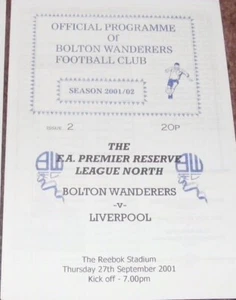 OFFICIAL PROGRAMME
Of
BOLTON WANDERERS
FOOTBALL CLUB
SEASON 2001/02
ISSUE 2 20P
THE
F.A. PREMIER RESERVE
LEAGUE NORTH
BOLTON WANDERERS
-V-
LIVERPOOL
The Reebok Stadium
Thursday 27th September 2001
Kick off - 7.00pm